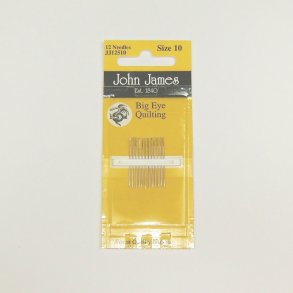 12 Needles
JJ12510
Size 10
John James
Est. 1840
Big Eye
Quilting